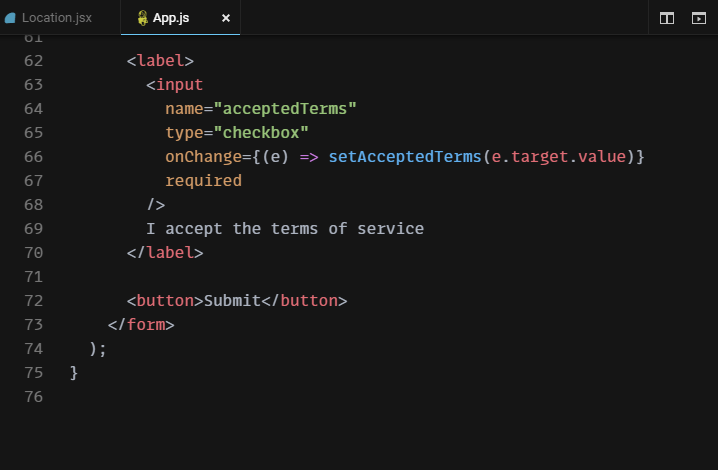 Location.jsx App.js ×
61
62 <label>
63 <input
64 name="acceptedTerms"
65 type="checkbox"
66 onChange={(e) => setAcceptedTerms(e.target.value)}
67 required
68 />
69 I accept the terms of service
70 </label>
71
72 <button>Submit</button>
73 </form>
74 );
75 }
76